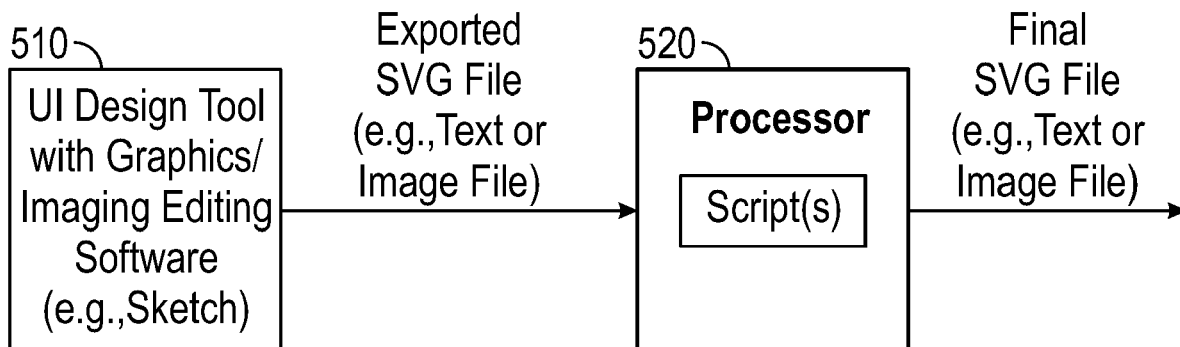 510
UI Design Tool
with Graphics/
Imaging Editing
Software
(e.g.,Sketch)
Exported
SVG File
(e.g.,Text or
Image File)
520
Processor
Script(s)
Final
SVG File
(e.g.,Text or
Image File)